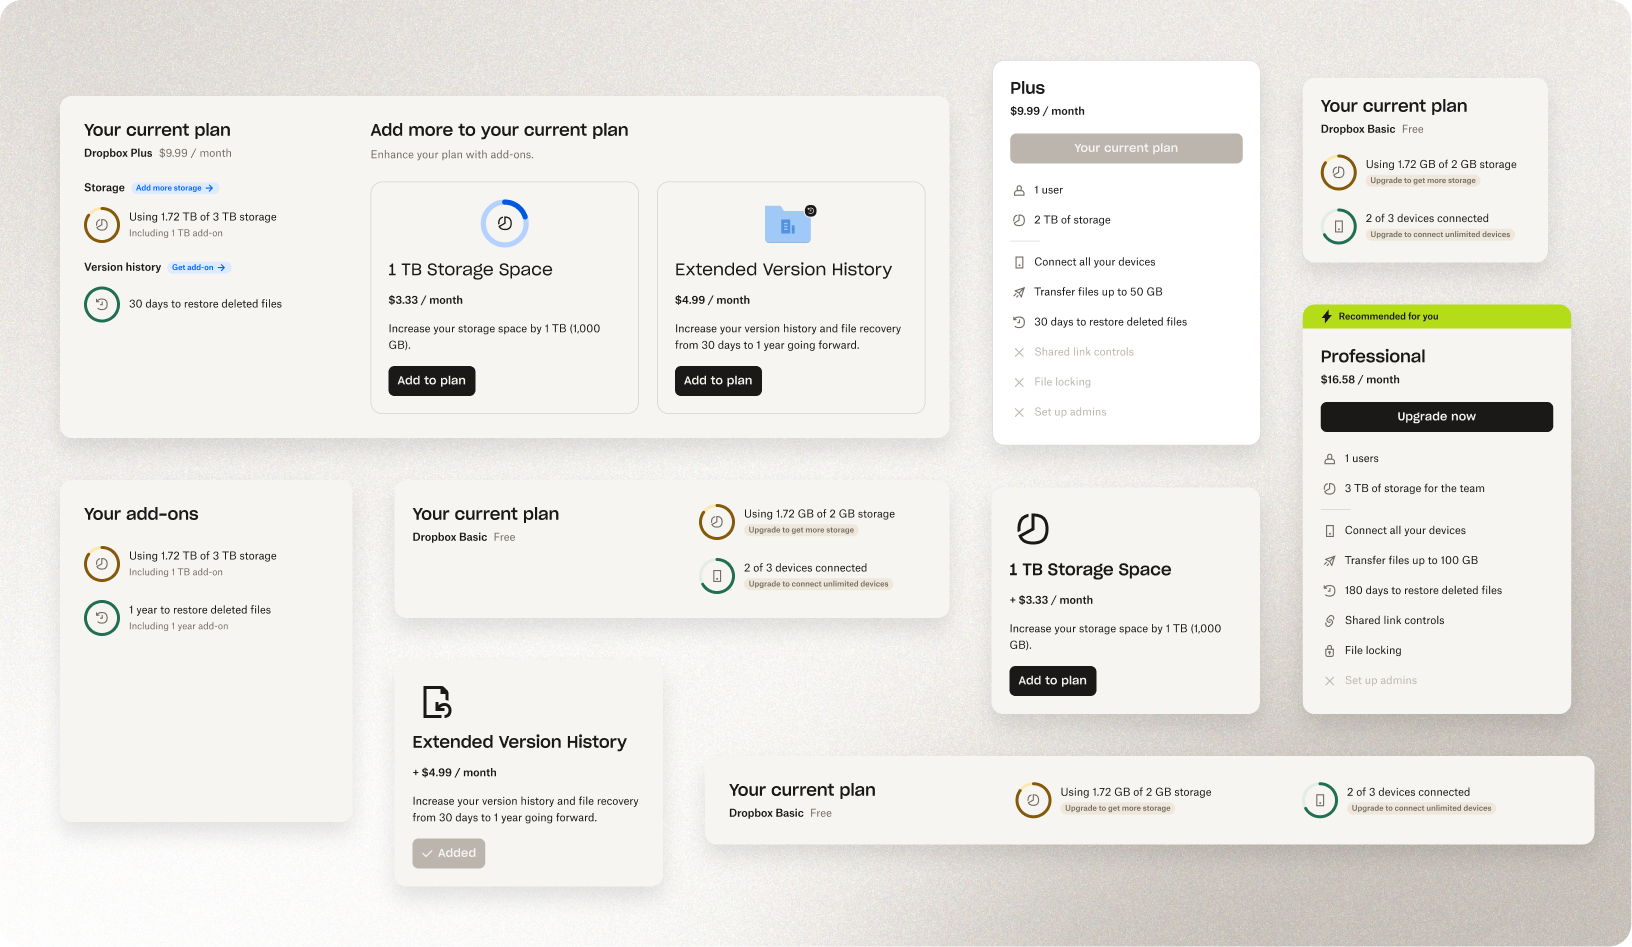 Your current plan
Dropbox Plus $9.99 / month
Storage Add more storage →
Using 1.72 TB of 3 TB storage
Including 1 TB add-on
Version history Get add-on →
30 days to restore deleted files
Add more to your current plan
Enhance your plan with add-ons.
1 TB Storage Space
$3.33 / month
Increase your storage space by 1 TB (1,000
GB).
Add to plan
Extended Version History
$4.99 / month
Increase your version history and file recovery
from 30 days to 1 year going forward.
Add to plan
Plus
$9.99 / month
Your current plan
1 user
2 TB of storage
Connect all your devices
Transfer files up to 50 GB
30 days to restore deleted files
Shared link controls
File locking
Set up admins
Your current plan
Dropbox Basic Free
Using 1.72 GB of 2 GB storage
Upgrade to get more storage
2 of 3 devices connected
Upgrade to connect unlimited devices
Recommended for you
Professional
$16.58 / month
Upgrade now
1 users
3 TB of storage for the team
Connect all your devices
Transfer files up to 100 GB
180 days to restore deleted files
Shared link controls
File locking
Set up admins
Your add-ons
Using 1.72 TB of 3 TB storage
Including 1 TB add-on
1 year to restore deleted files
Including 1 year add-on
Your current plan
Dropbox Basic Free
Using 1.72 GB of 2 GB storage
Upgrade to get more storage
2 of 3 devices connected
Upgrade to connect unlimited devices
1 TB Storage Space
+ $3.33 / month
Increase your storage space by 1 TB (1,000
GB).
Add to plan
Extended Version History
+ $4.99 / month
Increase your version history and file recovery
from 30 days to 1 year going forward.
Added
Your current plan
Dropbox Basic Free
Using 1.72 GB of 2 GB storage
Upgrade to get more storage
2 of 3 devices connected
Upgrade to connect unlimited devices